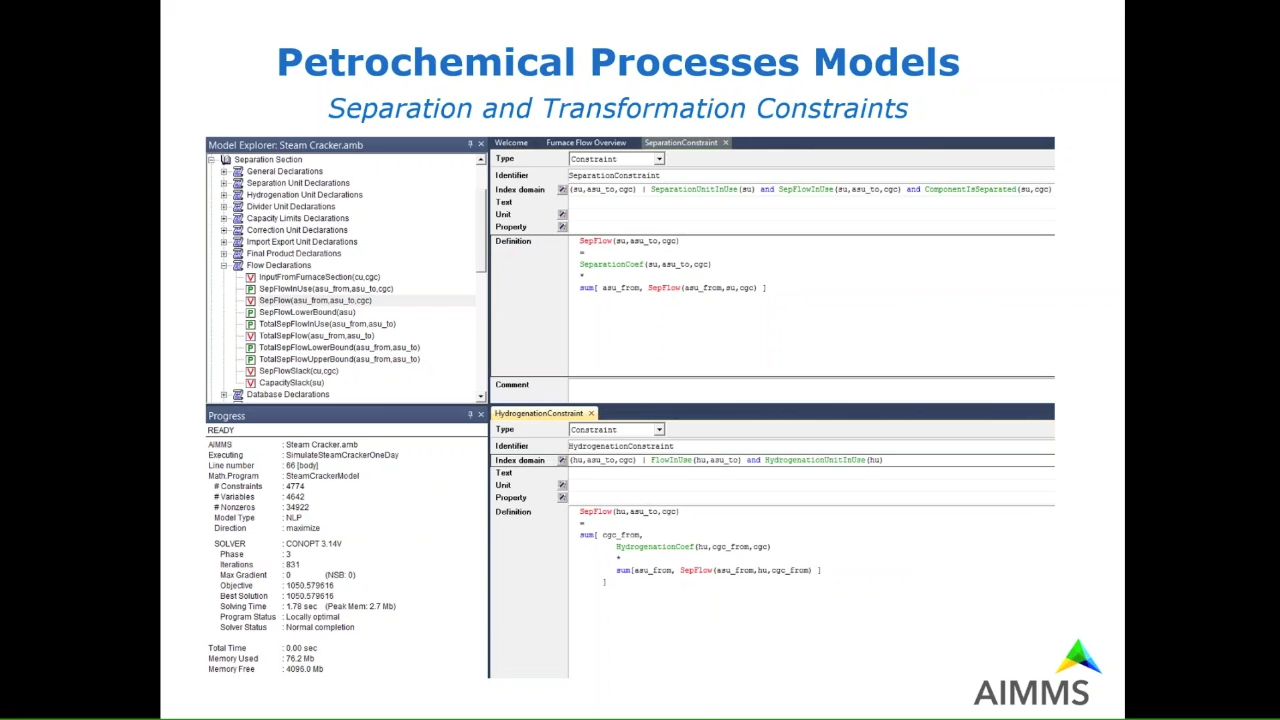 Petrochemical Processes Models
Separation and Transformation Constraints
Model Explorer: Steam Cracker.amb
Separation Section
General Declarations
Separation Unit Declarations
Hydrogenation Unit Declarations
Divider Unit Declarations
Capacity Limits Declarations
Correction Unit Declarations
Import Export Unit Declarations
Final Product Declarations
Flow Declarations
V InputFromFurnaceSection(cu,cgc)
P SepFlowInUse(asu_from,asu_to,cgc)
V SepFlow(asu_from,asu_to,cgc)
P SepFlowLowerBound(asu)
P TotalSepFlowInUse(asu_from,asu_to)
V TotalSepFlow(asu_from,asu_to)
P TotalSepFlowLowerBound(asu_from,asu_to)
P TotalSepFlowUpperBound(asu_from,asu_to)
V SepFlowSlack(cu,cgc)
V CapacitySlack(su)
Database Declarations
Welcome Furnace Flow Overview SeparationConstraint
Type Constraint
Identifier SeparationConstraint
Index domain (su,asu_to,cgc) | SeparationUnitInUse(su) and SepFlowInUse(su,asu_to,cgc) and ComponentIsSeparated(su,cgc)
Text
Unit
Property
Definition SepFlow(su,asu_to,cgc)
=
SeparationCoef(su,asu_to,cgc)
*
sum[ asu_from, SepFlow(asu_from,su,cgc) ]
Comment
Progress
READY
AIMMS : Steam Cracker.amb
Executing : SimulateSteamCrackerOneDay
Line number : 66 [body]
Math.Program : SteamCrackerModel
# Constraints : 4774
# Variables : 4642
# Nonzeros : 34922
Model Type : NLP
Direction : maximize
SOLVER : CONOPT 3.14V
Phase : 3
Iterations : 831
Max Gradient : 0 (NSB: 0)
Objective : 1050.579616
Best Solution : 1050.579616
Solving Time : 1.78 sec (Peak Mem: 2.7 Mb)
Program Status : Locally optimal
Solver Status : Normal completion
Total Time : 0.00 sec
Memory Used : 76.2 Mb
Memory Free : 4096.0 Mb
HydrogenationConstraint
Type Constraint
Identifier HydrogenationConstraint
Index domain (hu,asu_to,cgc) | FlowInUse(hu,asu_to) and HydrogenationUnitInUse(hu)
Text
Unit
Property
Definition SepFlow(hu,asu_to,cgc)
=
sum[ cgc_from,
HydrogenationCoef(hu,cgc_from,cgc)
*
sum[asu_from, SepFlow(asu_from,hu,cgc_from) ]
]
AIMMS